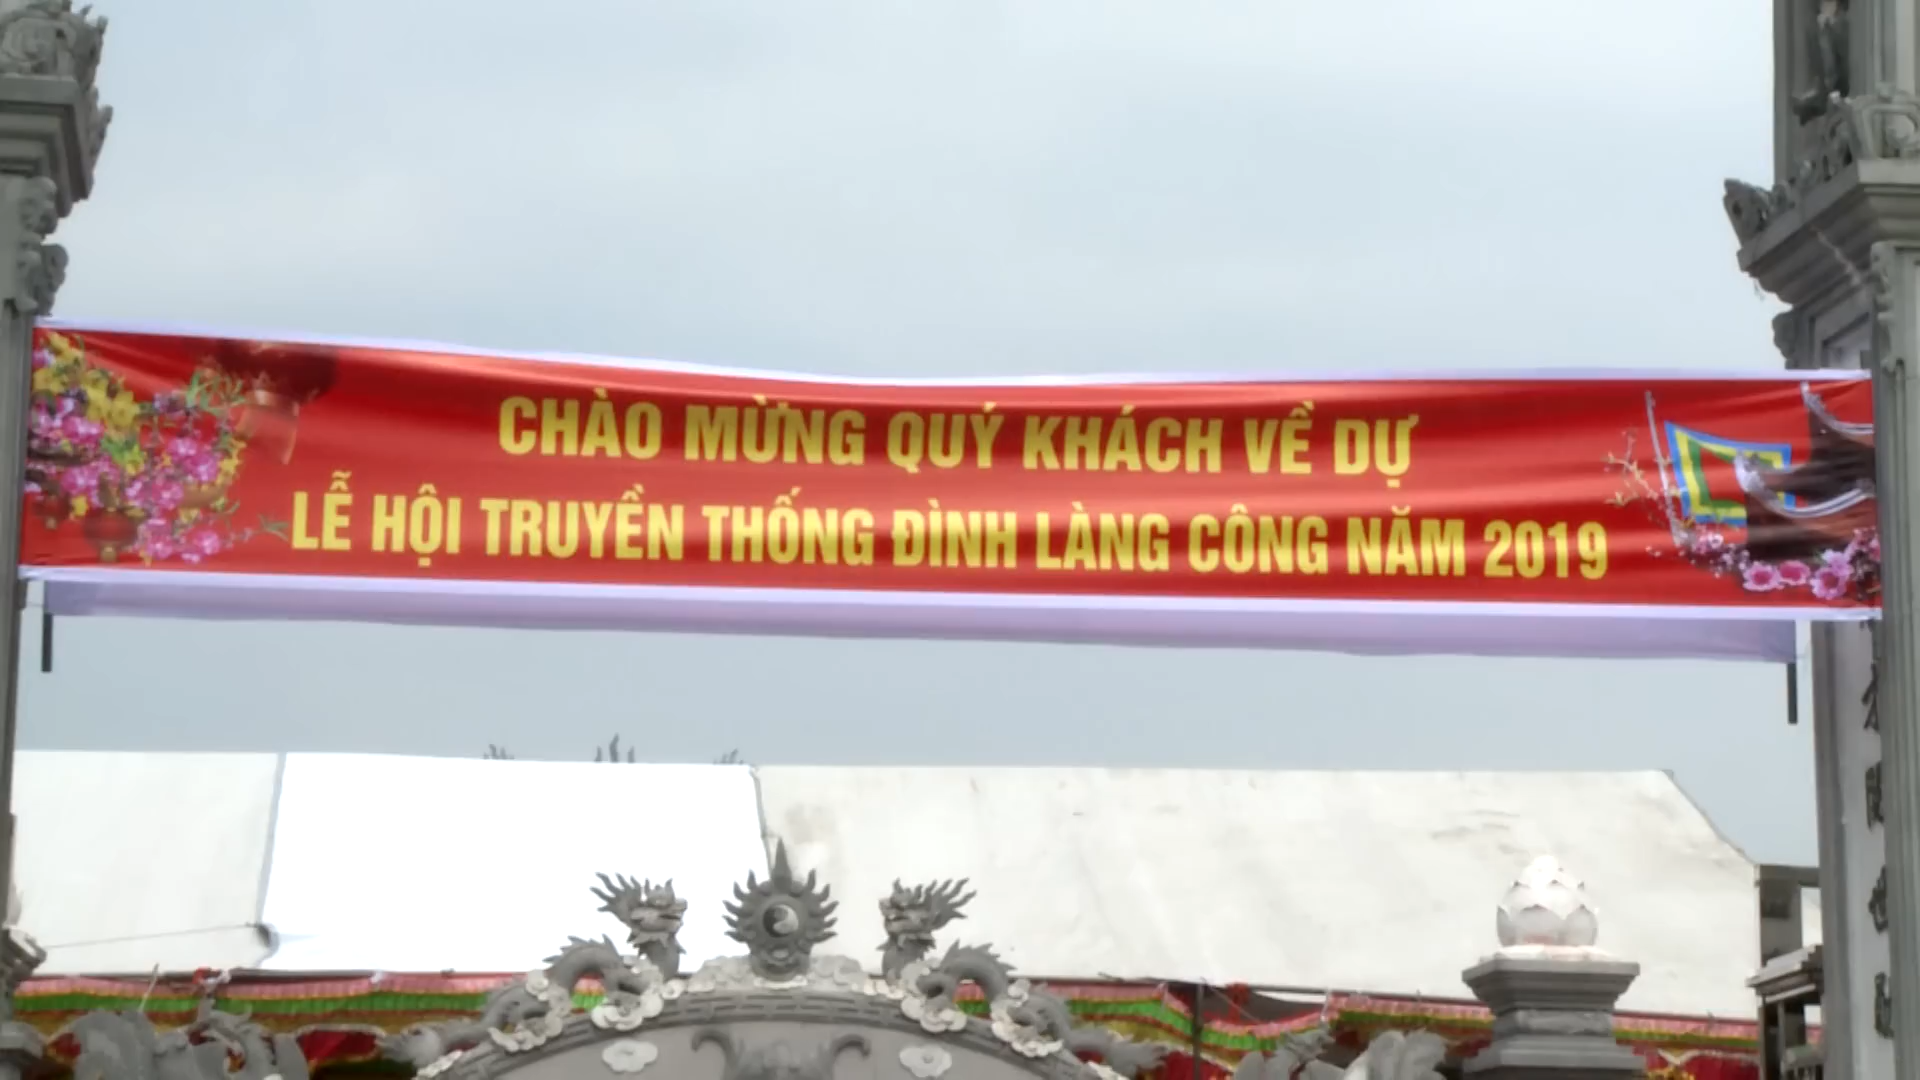 CHÀO MỪNG QUÝ KHÁCH VỀ DỰ
LỄ HỘI TRUYỀN THỐNG ĐÌNH LÀNG CÔNG NĂM 2019